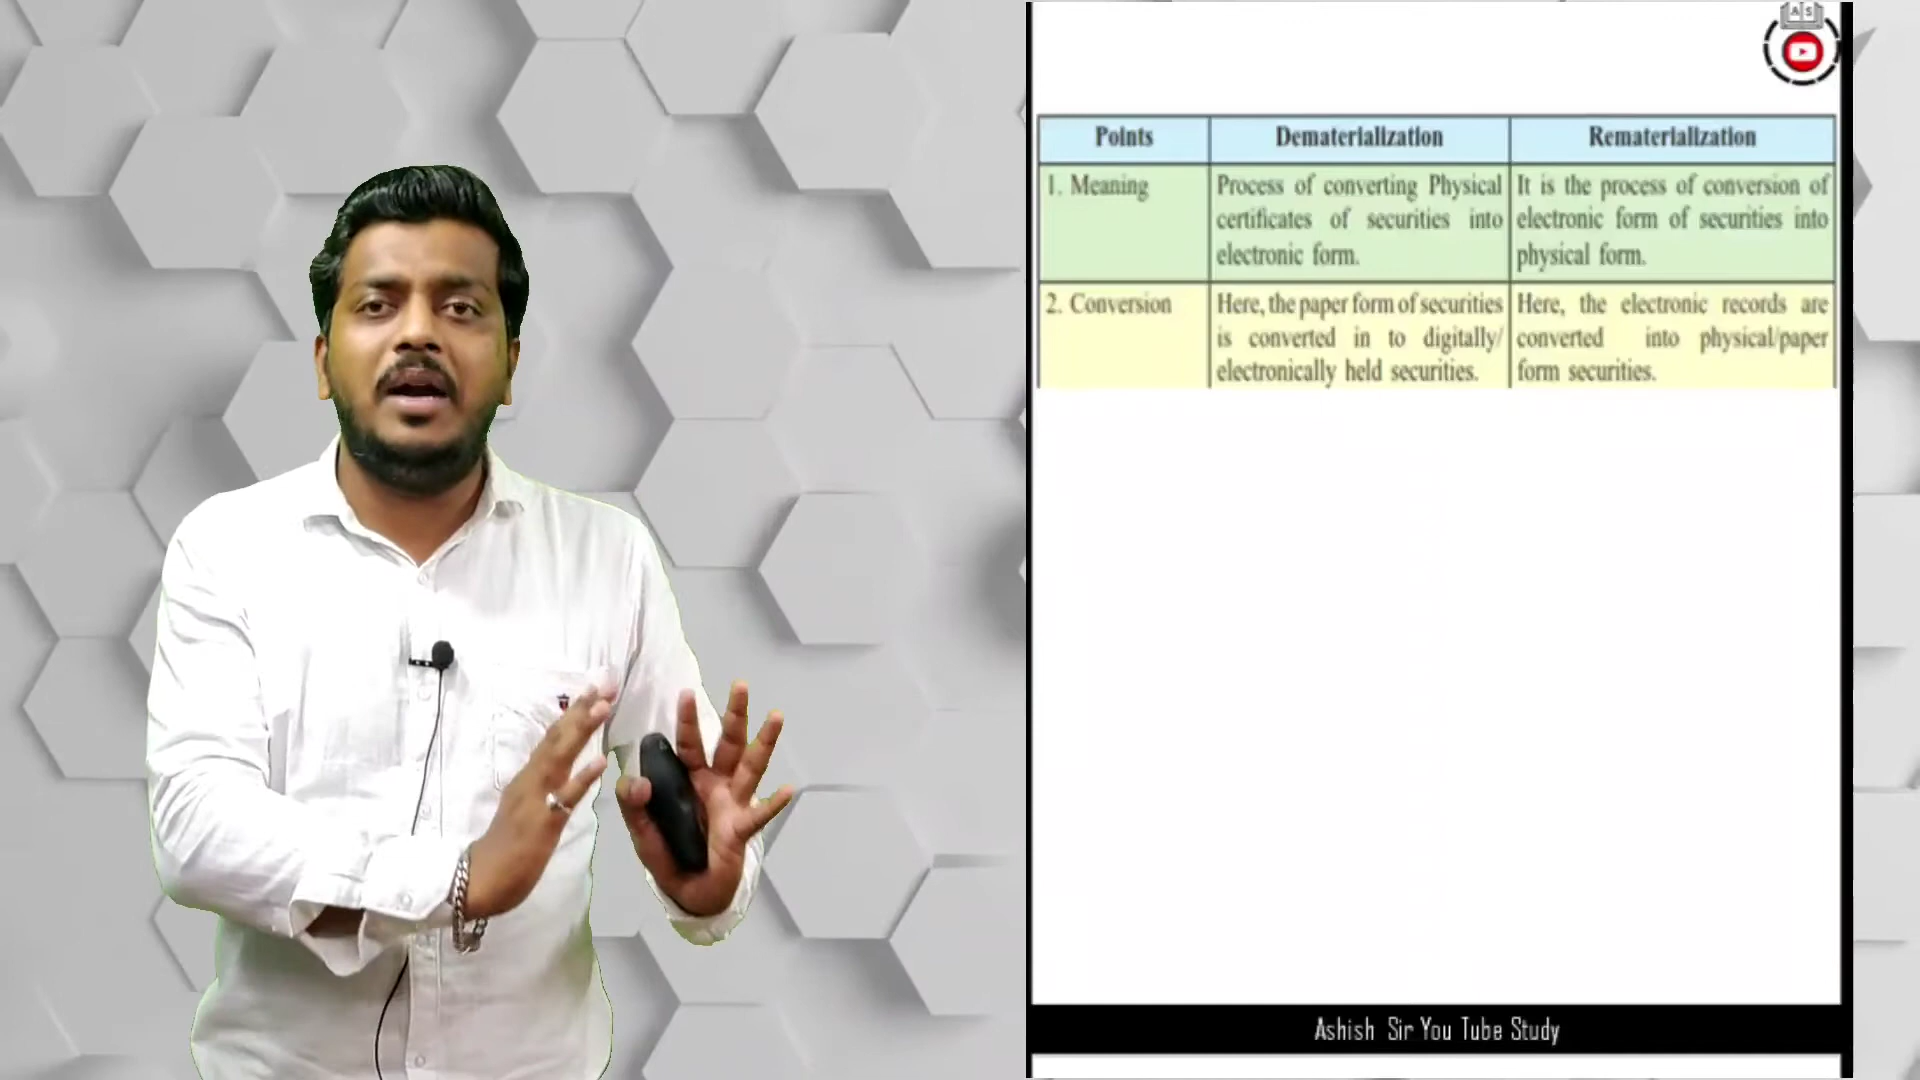 A S
Points Dematerialization Rematerialization
1. Meaning Process of converting Physical It is the process of conversion of
certificates of securities into electronic form of securities into
electronic form. physical form.
2. Conversion Here, the paper form of securities Here, the electronic records are
is converted in to digitally/ converted into physical/paper
electronically held securities. form securities.
Ashish Sir You Tube Study